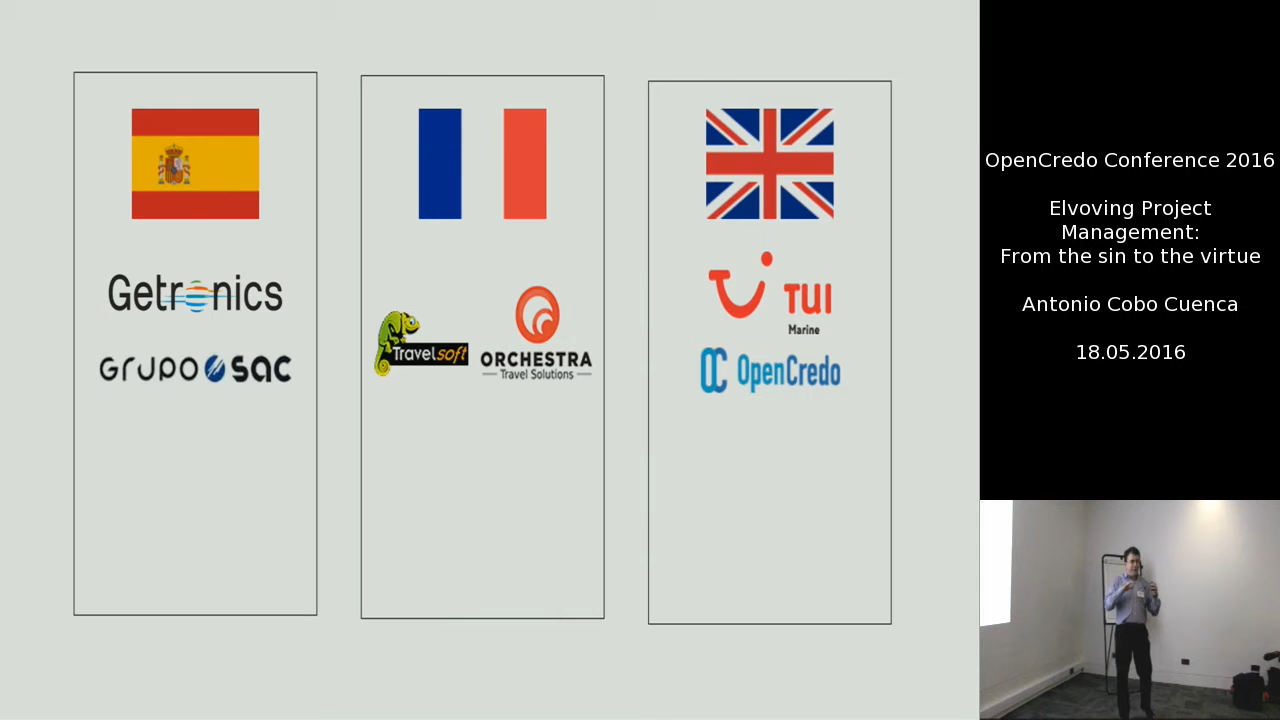 Getronics
GRUPO SAC
Travelsoft
ORCHESTRA
Travel Solutions
TUI
Marine
OpenCredo
OpenCredo Conference 2016
Elvoving Project
Management:
From the sin to the virtue
Antonio Cobo Cuenca
18.05.2016